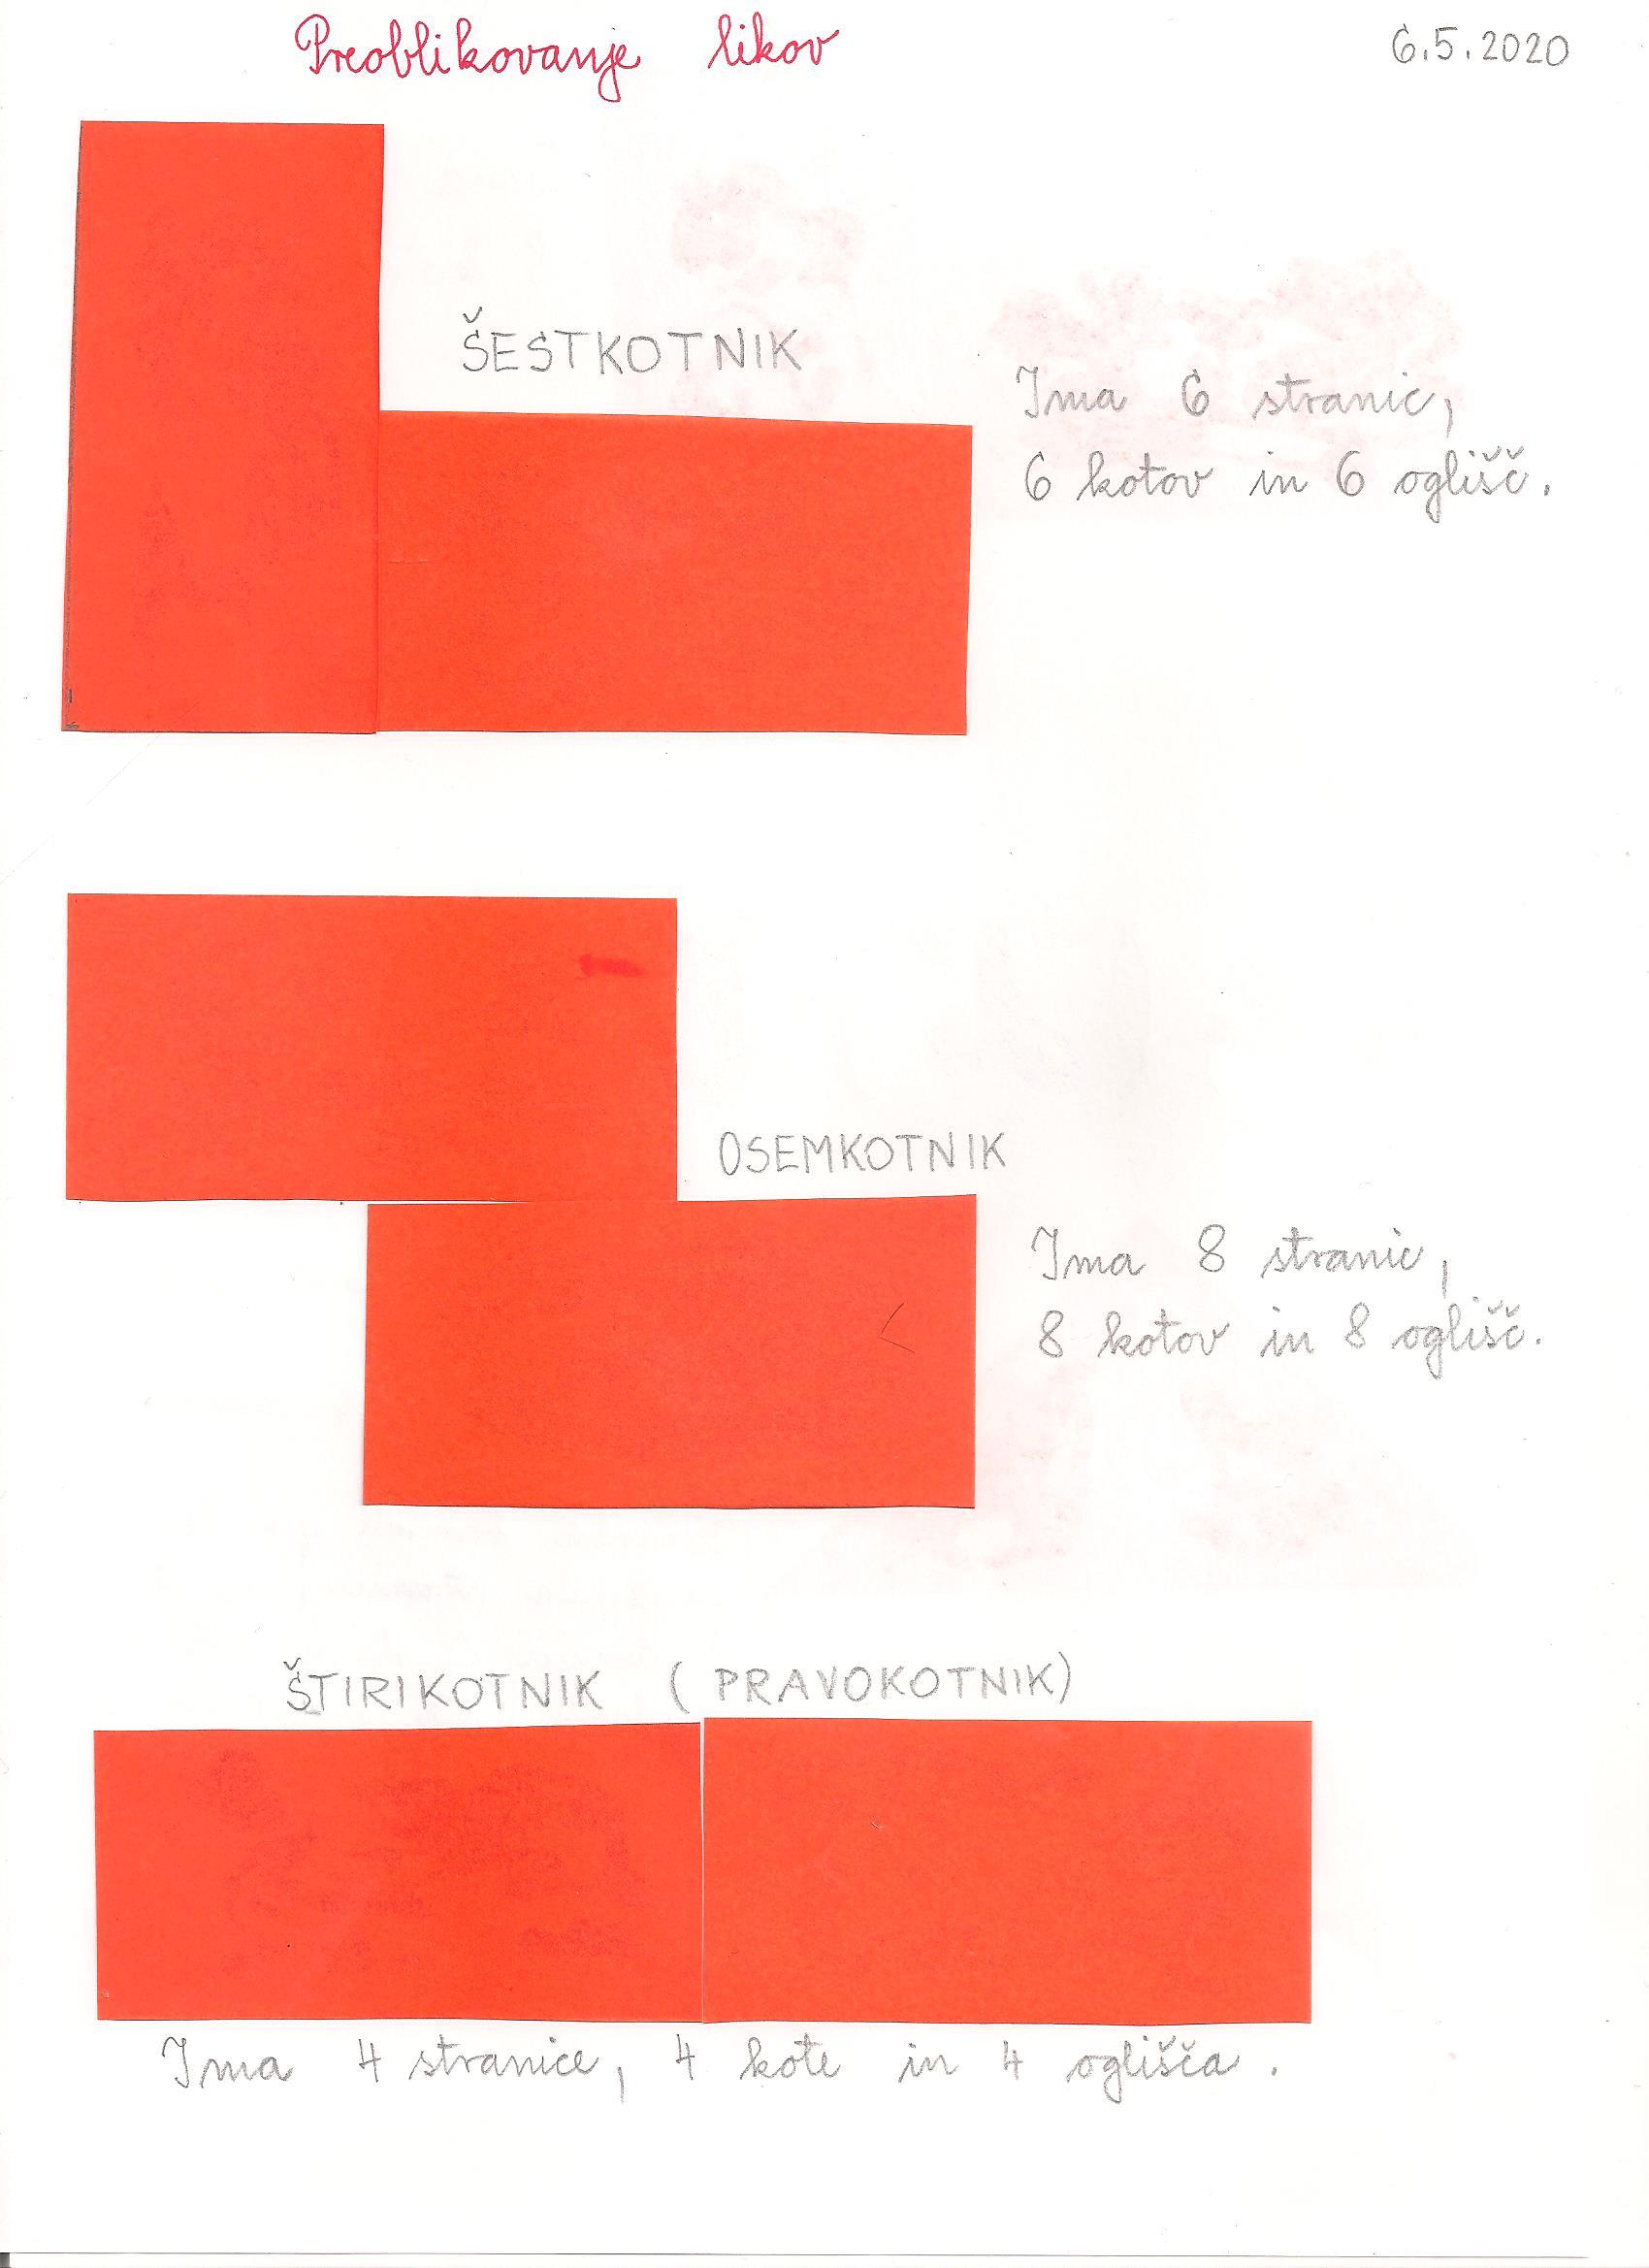 Preoblikovanje likov 6.5.2020
ŠESTKOTNIK
Ima 6 stranic,
6 kotov in 6 oglišč.
OSEMKOTNIK
Ima 8 stranic,
8 kotov in 8 oglišč.
ŠTIRIKOTNIK (PRAVOKOTNIK)
Ima 4 stranice, 4 kote in 4 oglišča.